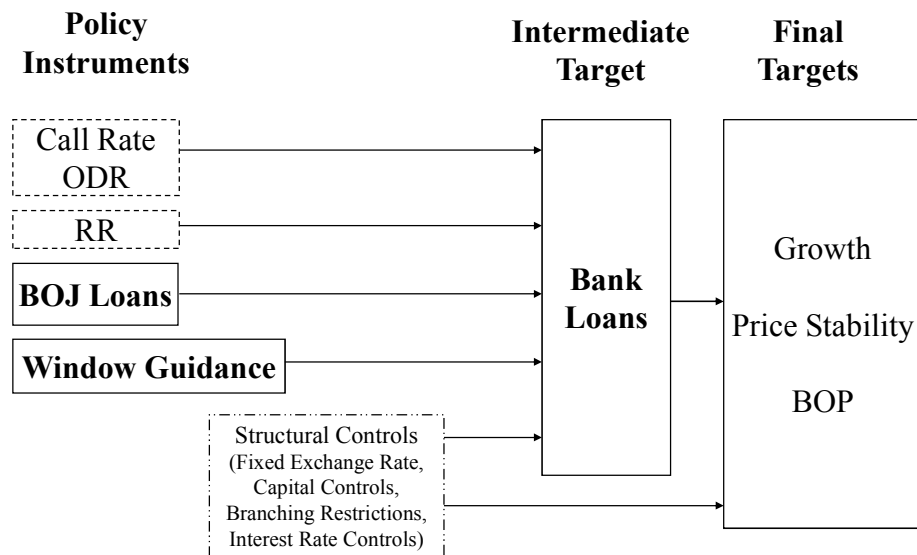 Policy
Instruments
Intermediate
Target
Final
Targets
Call Rate
ODR
RR
BOJ Loans
Window Guidance
Structural Controls
(Fixed Exchange Rate,
Capital Controls,
Branching Restrictions,
Interest Rate Controls)
Bank
Loans
Growth
Price Stability
BOP